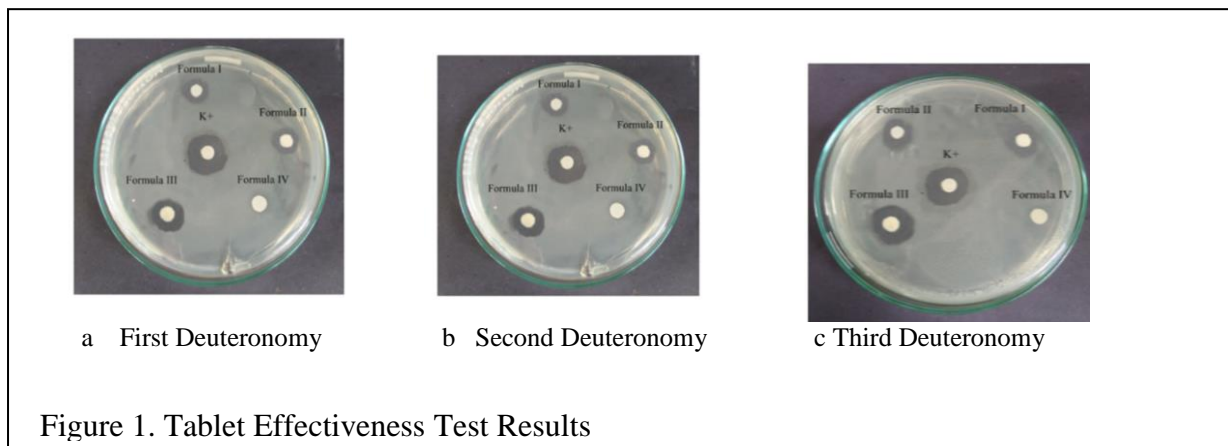 Formula I
Formula II
K+
Formula III
Formula IV
Formula I
Formula II
K+
Formula III
Formula IV
Formula II
Formula I
K+
Formula III
Formula IV
a First Deuteronomy
b Second Deuteronomy
c Third Deuteronomy
Figure 1. Tablet Effectiveness Test Results